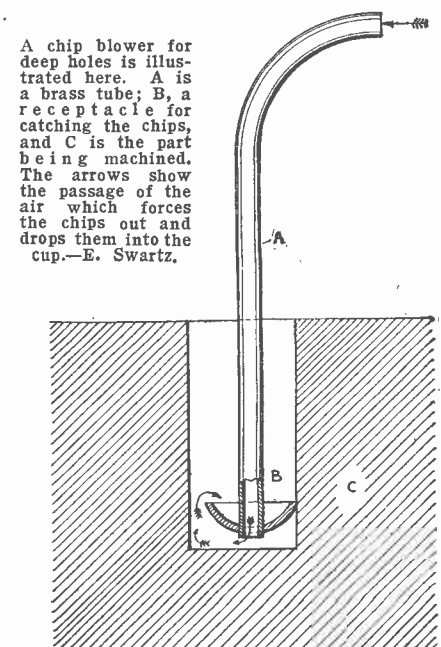 A chip blower for
deep holes is illus-
trated here. A is
a brass tube; B, a
receptacle for
catching the chips,
and C is the part
being machined.
The arrows show
the passage of the
air which forces
the chips out and
drops them into the
cup.—E. Swartz.
A
B
C